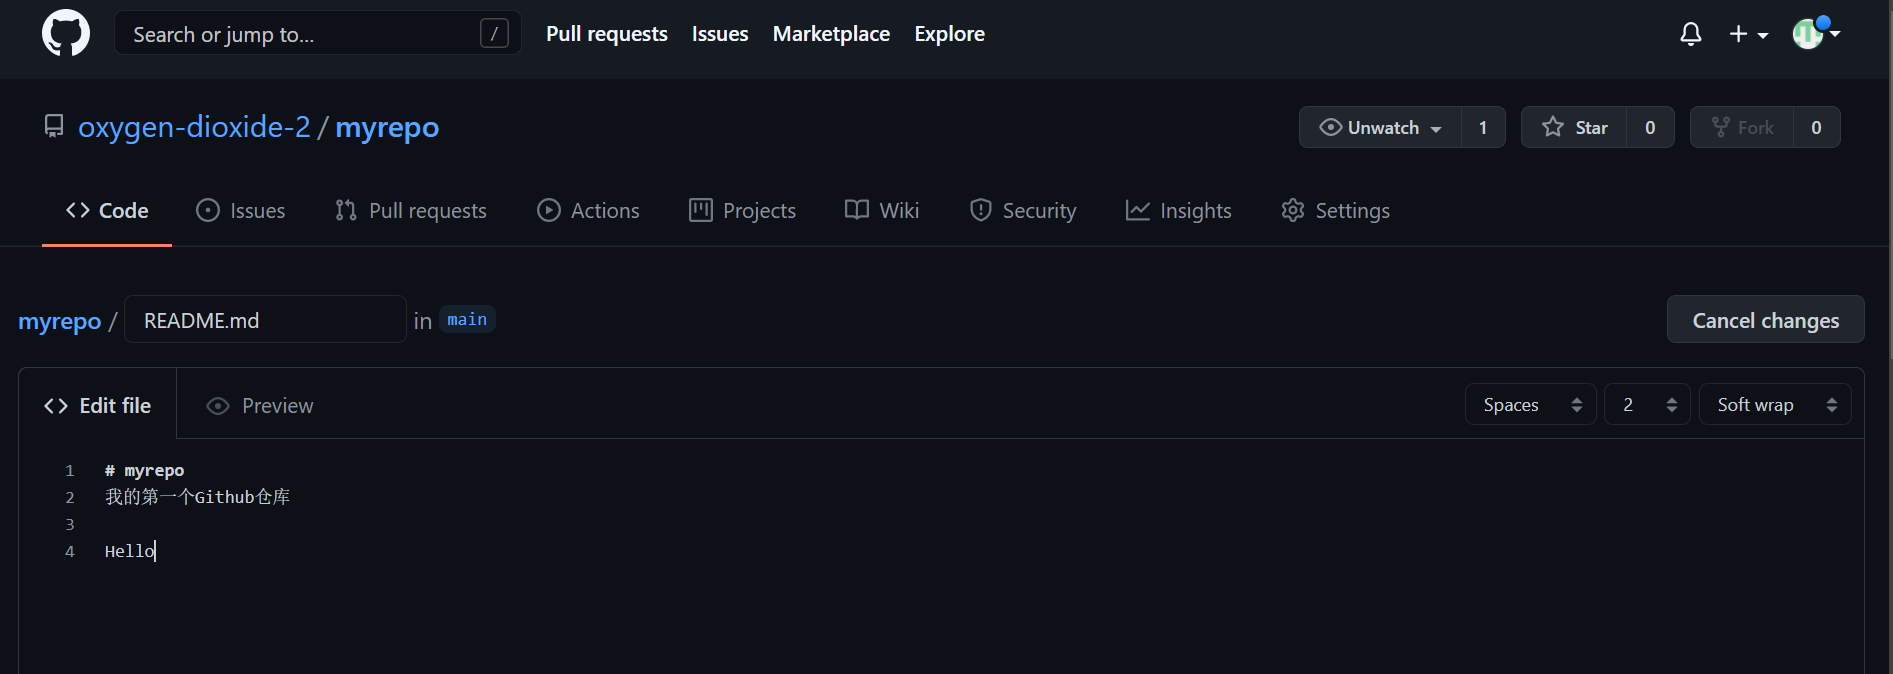 Search or jump to... / Pull requests Issues Marketplace Explore
oxygen-dioxide-2 / myrepo Unwatch 1 Star 0 Fork 0
Code Issues Pull requests Actions Projects Wiki Security Insights Settings
myrepo / README.md in main Cancel changes
Edit file Preview Spaces 2 Soft wrap
1 # myrepo
2 我的第一个Github仓库
3
4 Hello